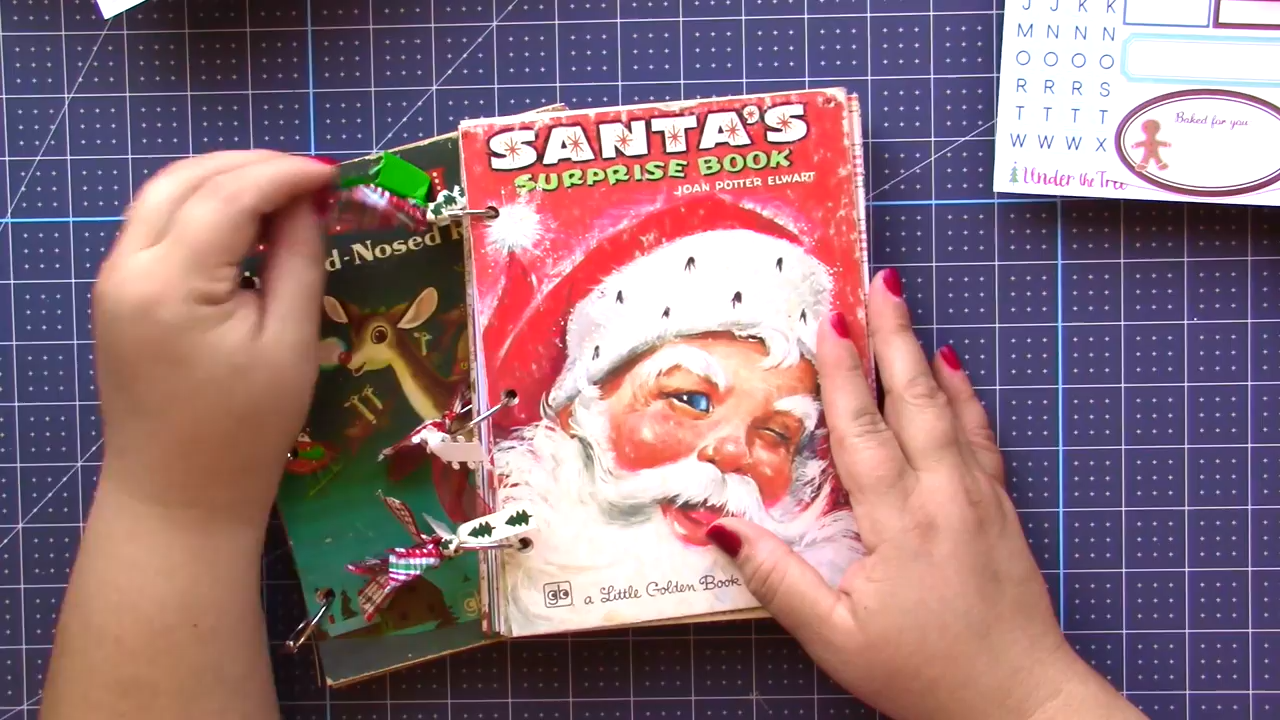 SANTA'S
SURPRISE BOOK
JOAN POTTER ELWART
d-Nosed R
a Little Golden Book
J J K K
M N N N
O O O O
R R R S
T T T T
W W W X
Baked for you
Under the Tree